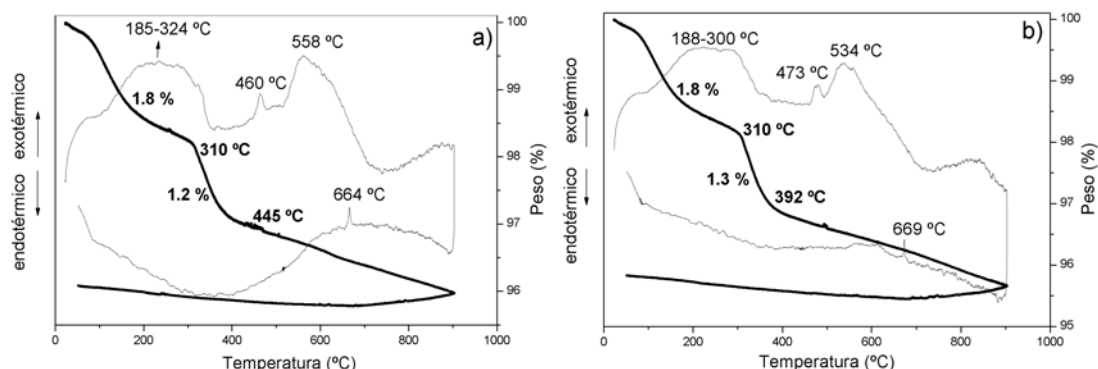 a)
185-324 ºC
558 ºC
460 ºC
1.8 %
310 ºC
1.2 %
445 ºC
664 ºC
endotérmico exotérmico
Peso (%)
100
99
98
97
96
0 200 400 600 800 1000
Temperatura (ºC)
b)
188-300 ºC
534 ºC
473 ºC
1.8 %
310 ºC
1.3 %
392 ºC
669 ºC
endotérmico exotérmico
Peso (%)
100
99
98
97
96
95
0 200 400 600 800 1000
Temperatura (ºC)